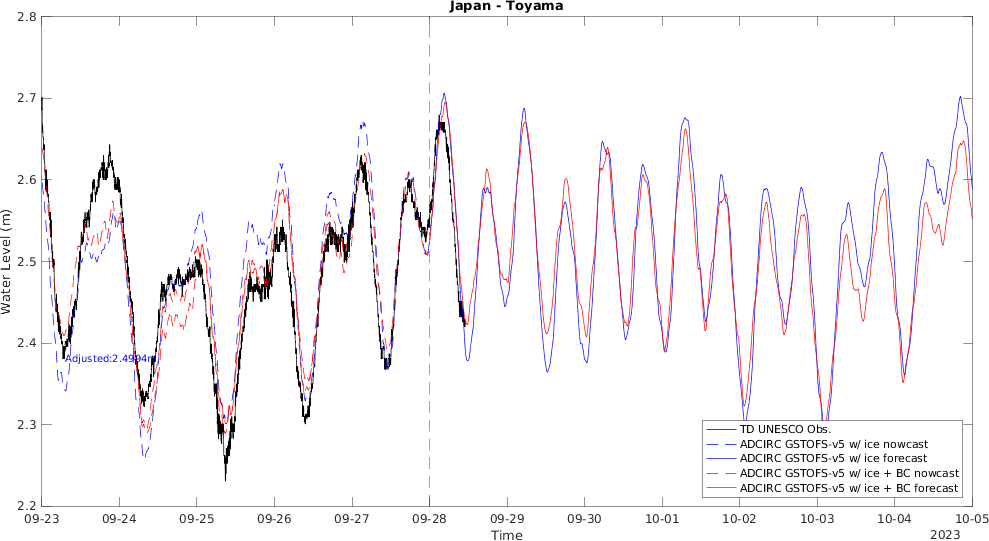 Japan - Toyama
Water Level (m)
2.8
2.7
2.6
2.5
2.4
2.3
2.2
Adjusted:2.4994m
TD UNESCO Obs.
ADCIRC GSTOFS-v5 w/ ice nowcast
ADCIRC GSTOFS-v5 w/ ice forecast
ADCIRC GSTOFS-v5 w/ ice + BC nowcast
ADCIRC GSTOFS-v5 w/ ice + BC forecast
09-23 09-24 09-25 09-26 09-27 09-28 09-29 09-30 10-01 10-02 10-03 10-04 10-05
Time
2023